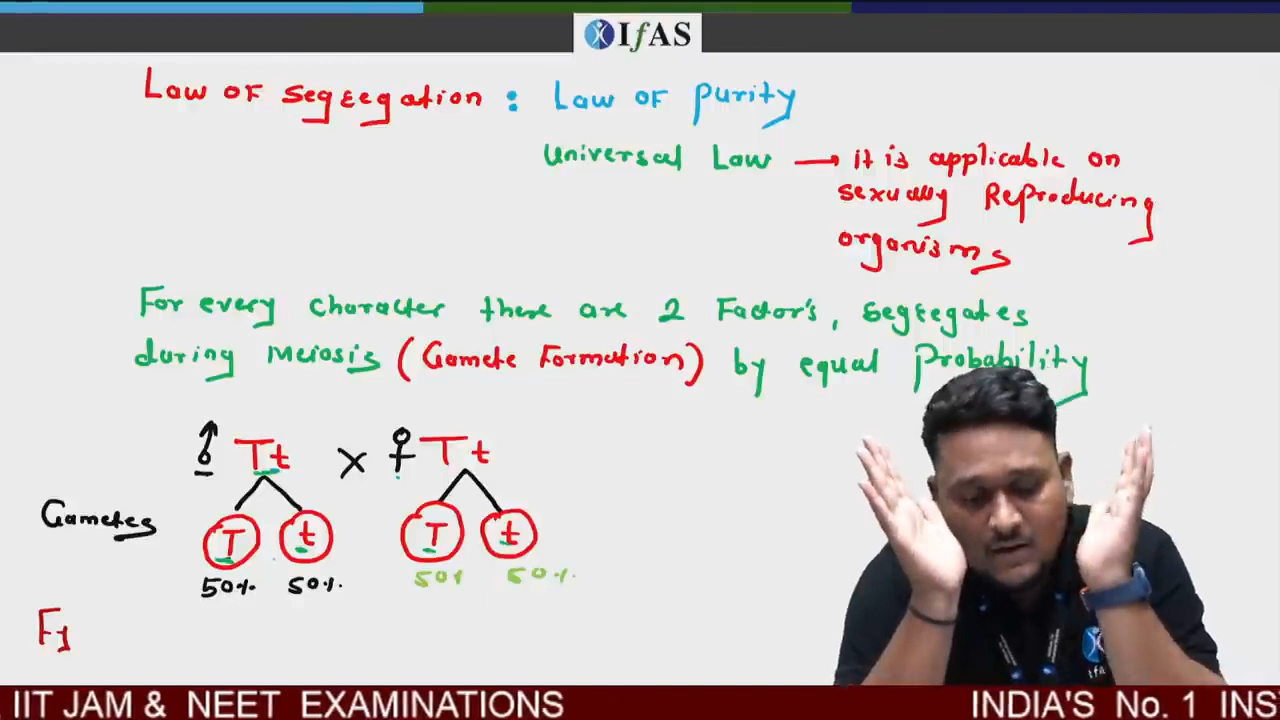 IfAS
Law of segregation : Law of purity
Universal Law → it is applicable on
sexually Reproducing
organisms
For every character there are 2 Factor's, segregates
during Meiosis (Gamete Formation) by equal Probability
♂ Tt × ♀ Tt
Gametes T t T t
50% 50% 50% 50%.
F1
IIT JAM & NEET EXAMINATIONS INDIA'S No. 1 INS